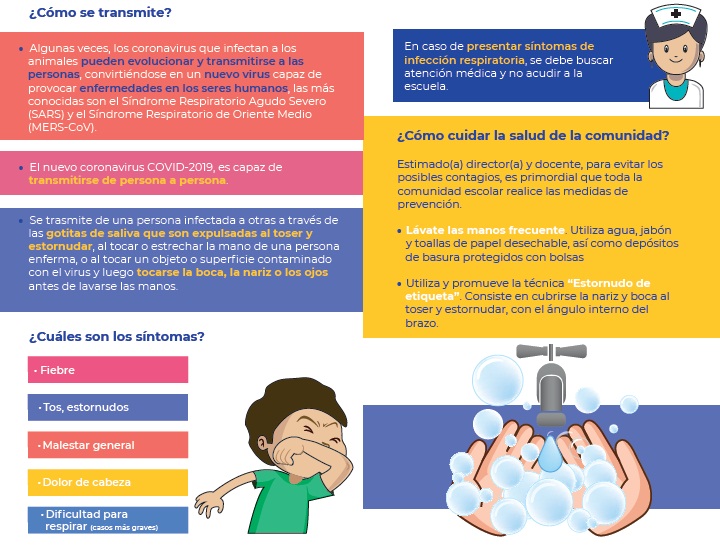 ¿Cómo se transmite?
• Algunas veces, los coronavirus que infectan a los
animales pueden evolucionar y transmitirse a las
personas, convirtiéndose en un nuevo virus capaz de
provocar enfermedades en los seres humanos, las más
conocidas son el Síndrome Respiratorio Agudo Severo
(SARS) y el Síndrome Respiratorio de Oriente Medio
(MERS-CoV).
• El nuevo coronavirus COVID-2019, es capaz de
transmitirse de persona a persona.
• Se trasmite de una persona infectada a otras a través de
las gotitas de saliva que son expulsadas al toser y
estornudar, al tocar o estrechar la mano de una persona
enferma, o al tocar un objeto o superficie contaminado
con el virus y luego tocarse la boca, la nariz o los ojos
antes de lavarse las manos.
¿Cuáles son los síntomas?
• Fiebre
• Tos, estornudos
• Malestar general
• Dolor de cabeza
• Dificultad para
respirar (casos más graves)
En caso de presentar síntomas de
infección respiratoria, se debe buscar
atención médica y no acudir a la
escuela.
¿Cómo cuidar la salud de la comunidad?
Estimado(a) director(a) y docente, para evitar los
posibles contagios, es primordial que toda la
comunidad escolar realice las medidas de
prevención.
• Lávate las manos frecuente. Utiliza agua, jabón
y toallas de papel desechable, así como depósitos
de basura protegidos con bolsas
• Utiliza y promueve la técnica “Estornudo de
etiqueta”. Consiste en cubrirse la nariz y boca al
toser y estornudar, con el ángulo interno del
brazo.